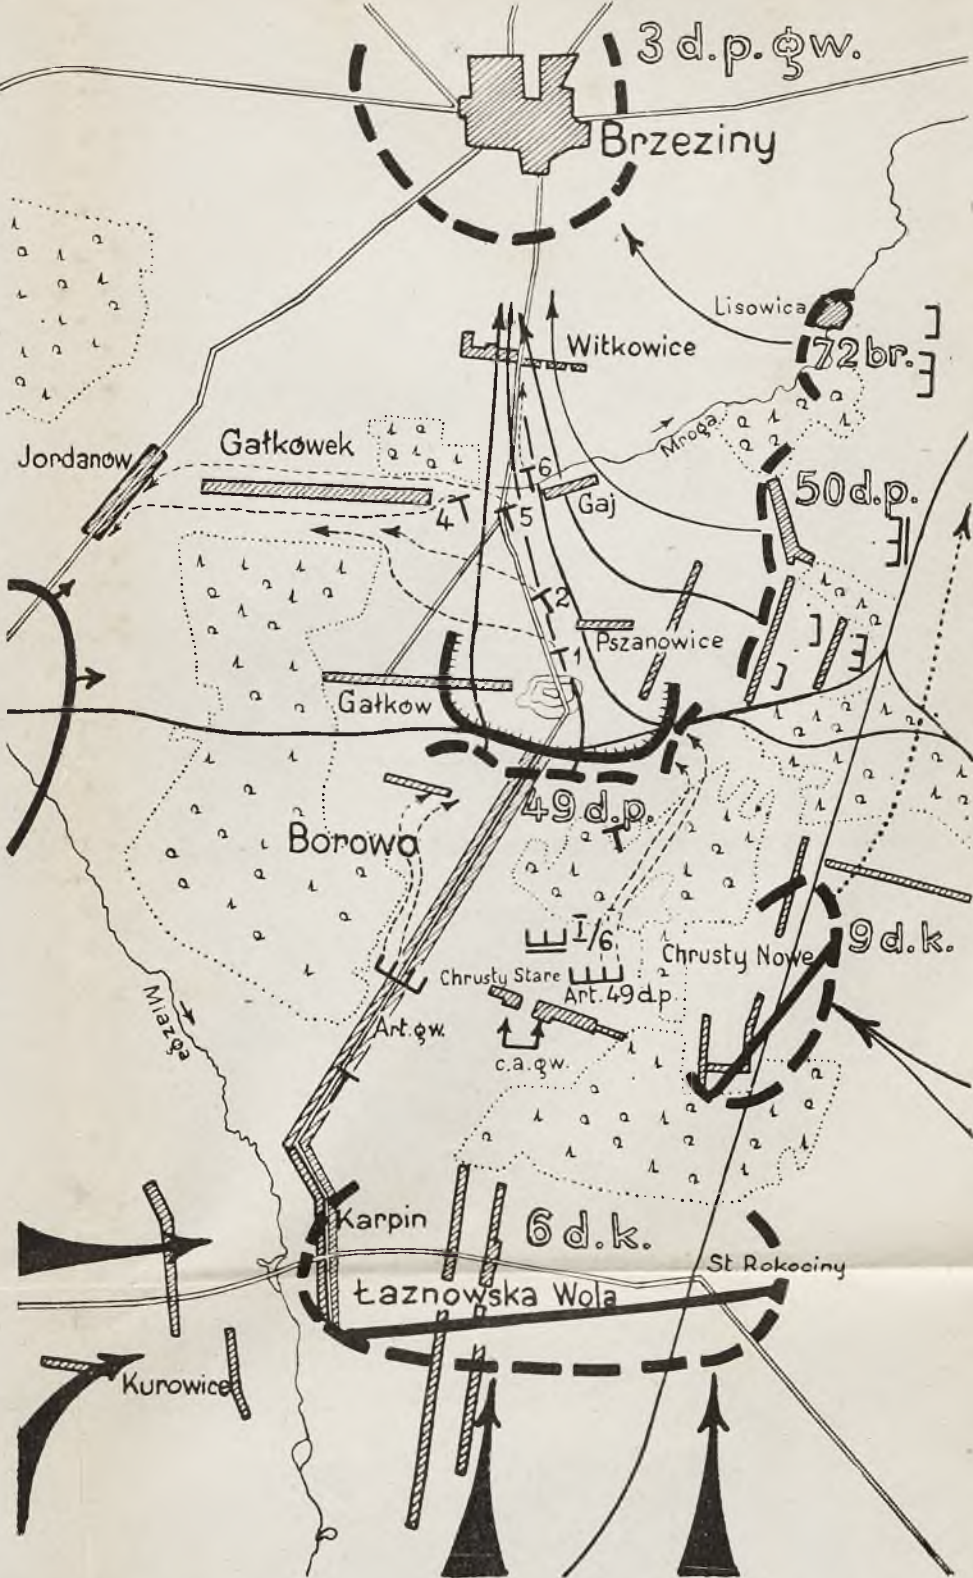 3 d.p. gw.
Brzeziny
Lisowica
72 br.
Witkowice
Mroga
Jordanow
Gałkówek
6
50 d.p.
4
5
Gaj
2
Pszanowice
1
Gałkow
49 d.p.
Borowa
I/6
Chrusty Nowe
9 d.k.
Chrusty Stare
Art. 49 d.p.
Miazga
Art. gw.
c.a. gw.
Karpin
6 d.k.
St Rokociny
Łaznowska Wola
Kurowice